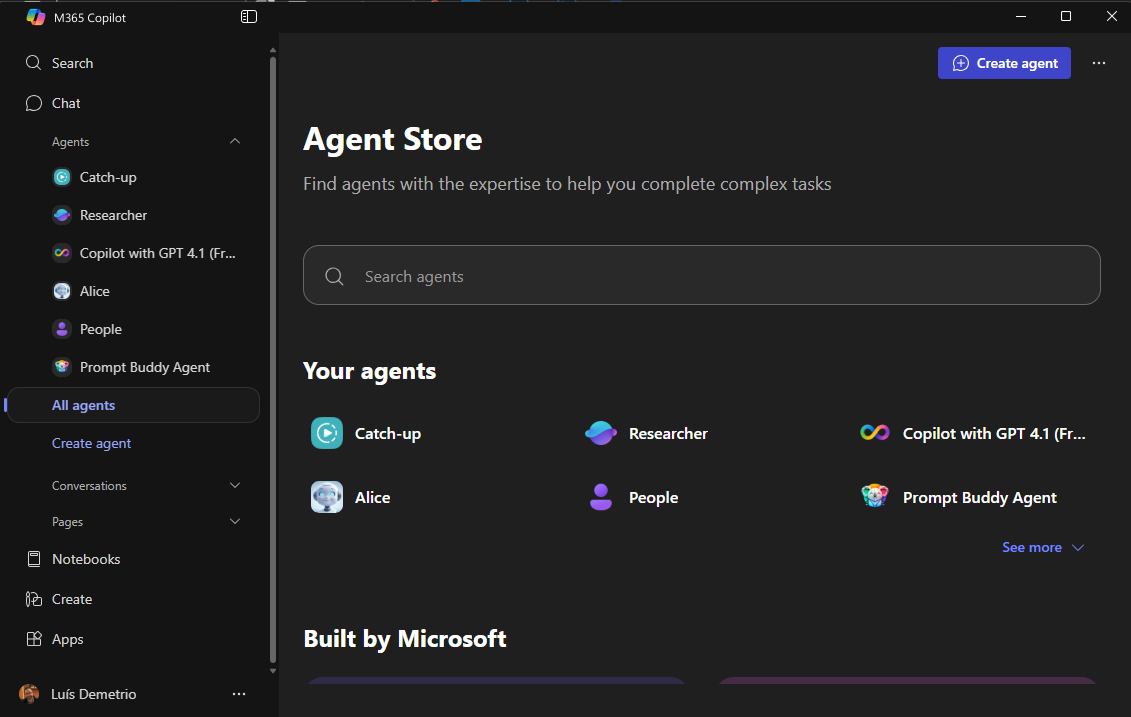 M365 Copilot
Search
Chat
Agents
Catch-up
Researcher
Copilot with GPT 4.1 (Fr...
Alice
People
Prompt Buddy Agent
All agents
Create agent
Conversations
Pages
Notebooks
Create
Apps
Luís Demetrio
Create agent
Agent Store
Find agents with the expertise to help you complete complex tasks
Search agents
Your agents
Catch-up
Researcher
Copilot with GPT 4.1 (Fr...
Alice
People
Prompt Buddy Agent
See more
Built by Microsoft